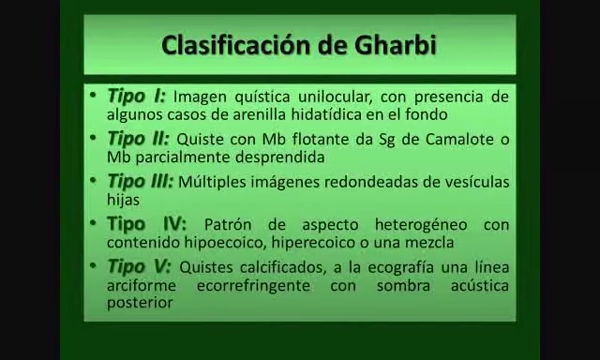 Clasificación de Gharbi
• Tipo I: Imagen quística unilocular, con presencia de
algunos casos de arenilla hidatídica en el fondo
• Tipo II: Quiste con Mb flotante da Sg de Camalote o
Mb parcialmente desprendida
• Tipo III: Múltiples imágenes redondeadas de vesículas
hijas
• Tipo IV: Patrón de aspecto heterogéneo con
contenido hipoecoico, hiperecoico o una mezcla
• Tipo V: Quistes calcificados, a la ecografía una línea
arciforme ecorrefringente con sombra acústica
posterior